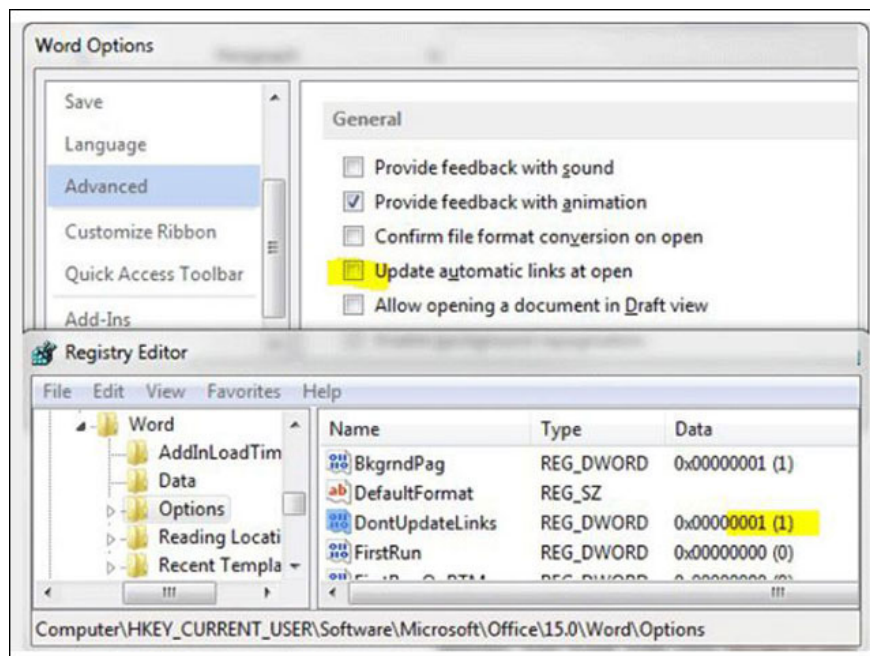 Word Options
Save
Language
Advanced
Customize Ribbon
Quick Access Toolbar
Add-Ins
General
Provide feedback with sound
Provide feedback with animation
Confirm file format conversion on open
Update automatic links at open
Allow opening a document in Draft view
Registry Editor
File Edit View Favorites Help
Word
AddInLoadTim
Data
Options
Reading Locati
Recent Templa
Name Type Data
BkgrndPag REG_DWORD 0x00000001 (1)
DefaultFormat REG_SZ
DontUpdateLinks REG_DWORD 0x00000001 (1)
FirstRun REG_DWORD 0x00000000 (0)
Computer\HKEY_CURRENT_USER\Software\Microsoft\Office\15.0\Word\Options